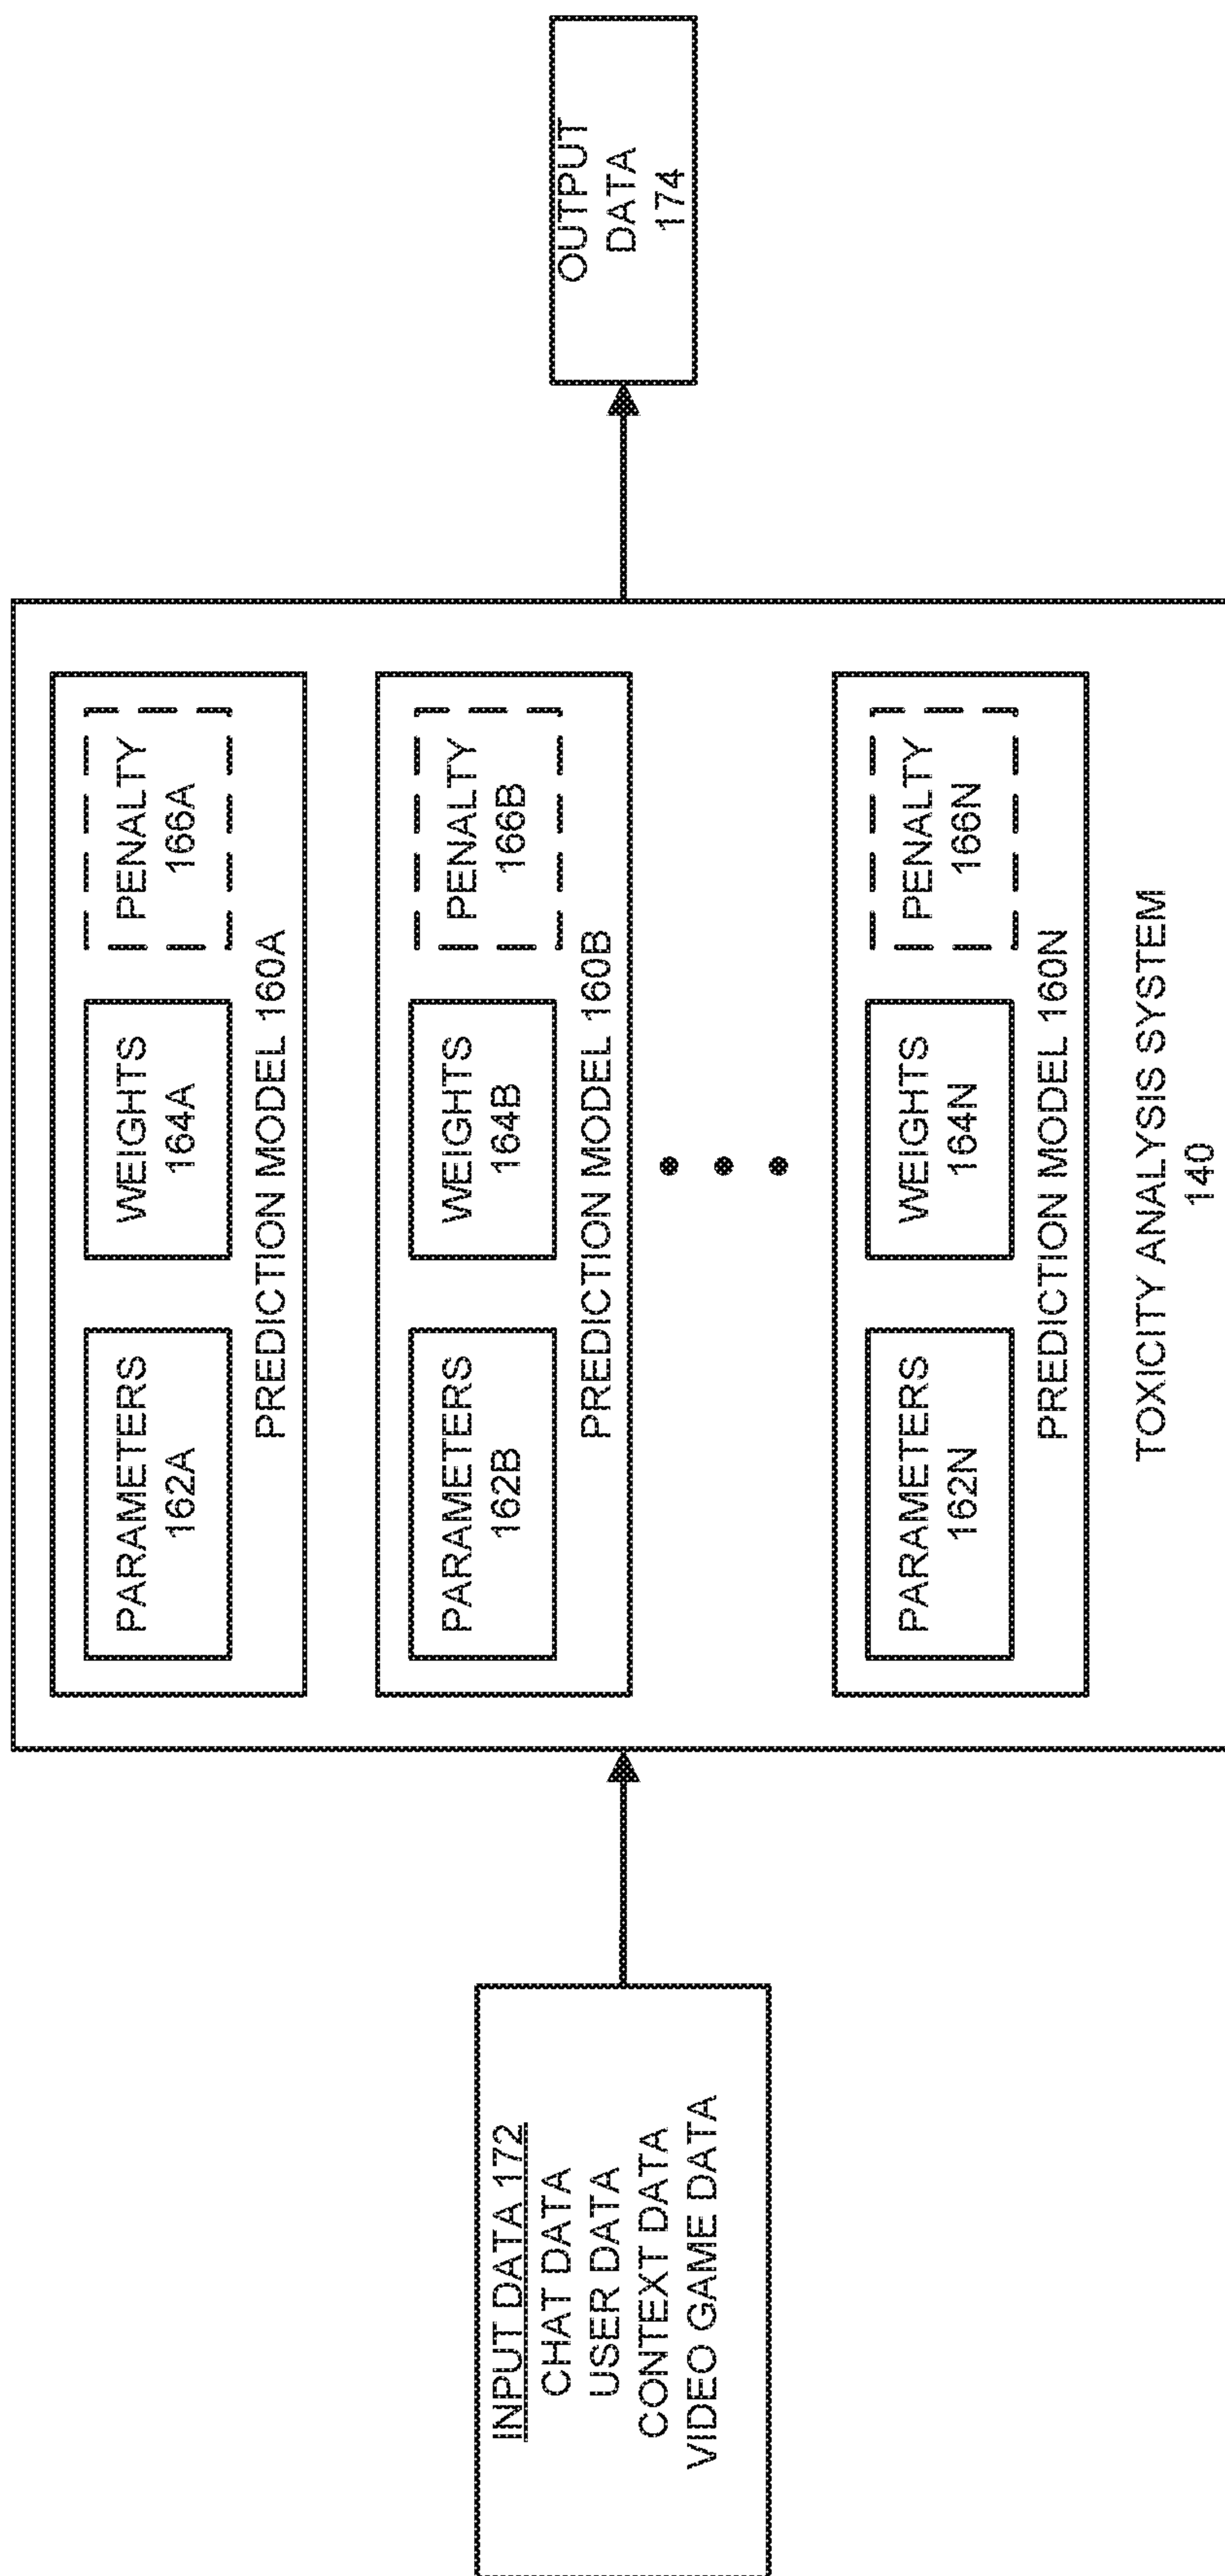 INPUT DATA 172
CHAT DATA
USER DATA
CONTEXT DATA
VIDEO GAME DATA
PARAMETERS
162A
WEIGHTS
164A
PENALTY
166A
PREDICTION MODEL 160A
PARAMETERS
162B
WEIGHTS
164B
PENALTY
166B
PREDICTION MODEL 160B
PARAMETERS
162N
WEIGHTS
164N
PENALTY
166N
PREDICTION MODEL 160N
TOXICITY ANALYSIS SYSTEM
140
OUTPUT
DATA
174